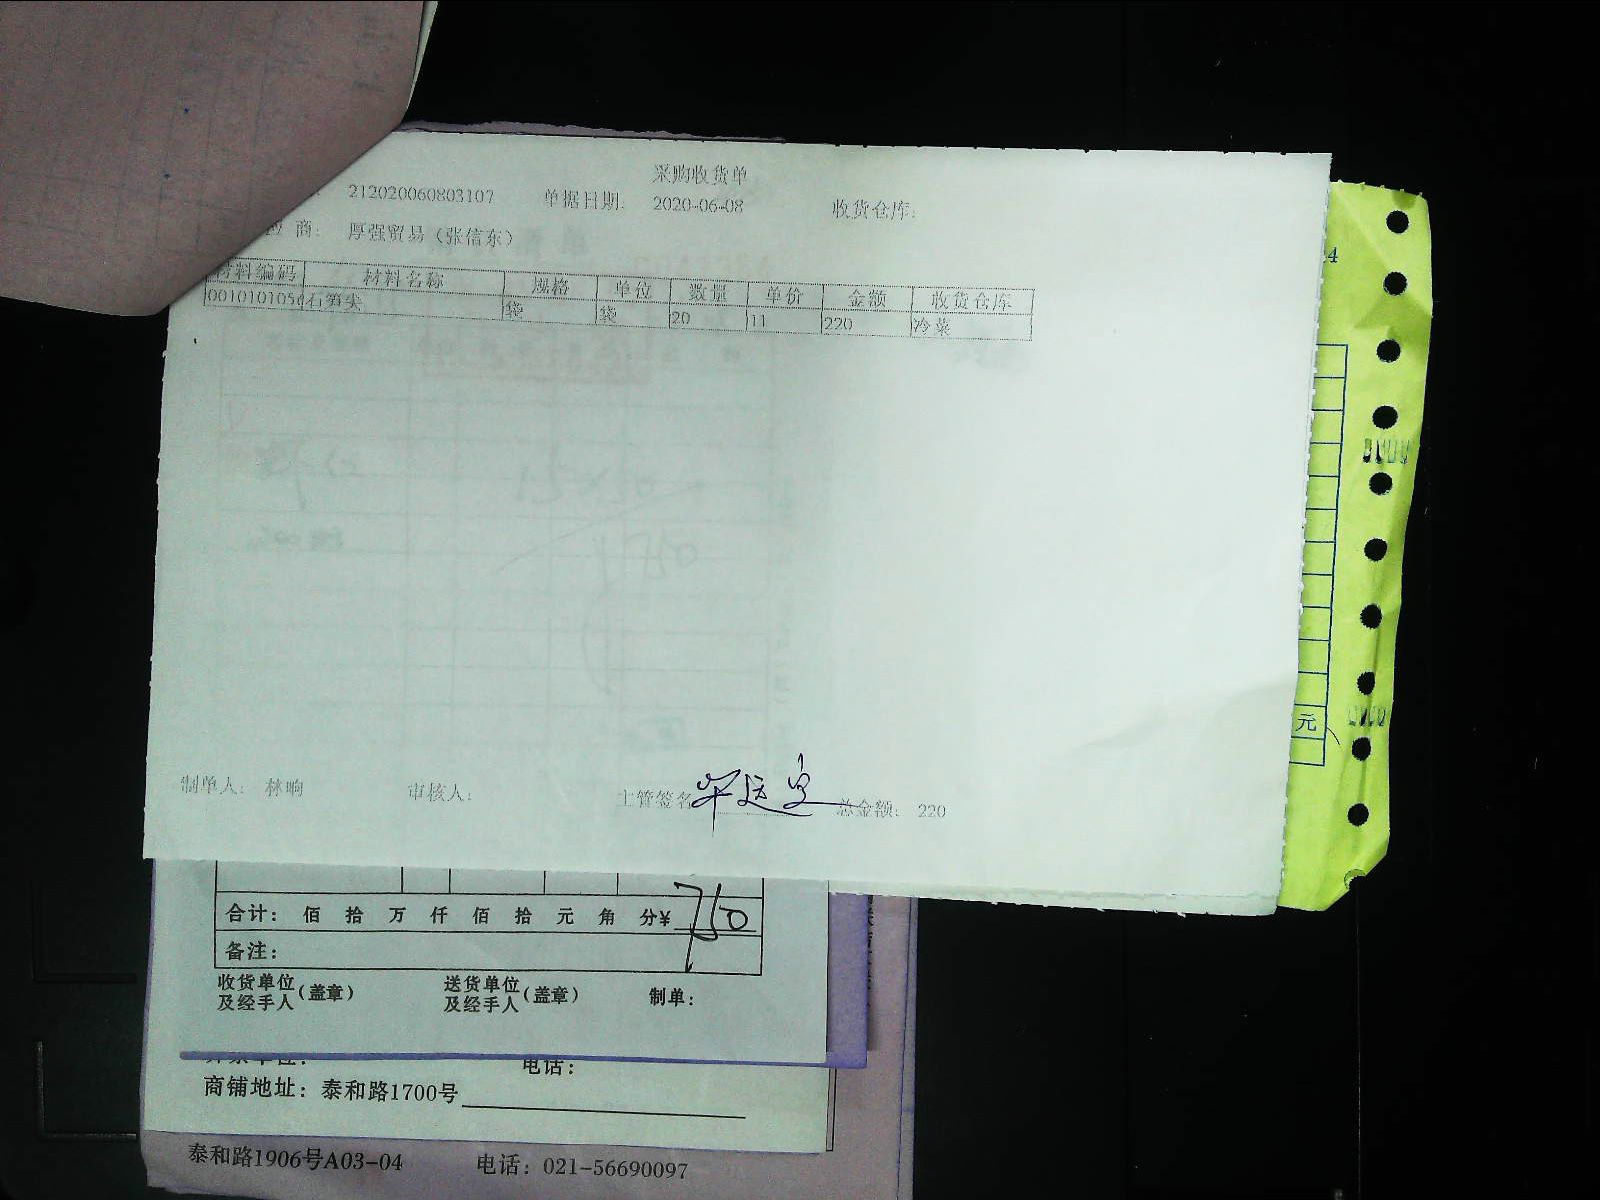 采购收货单
212020060803107 单据日期: 2020-06-08 收货仓库:
应 商: 厚强贸易（张信东）
材料编码 材料名称 规格 单位 数量 单价 金额 收货仓库
0010101056 石笋尖 袋 袋 20 11 220 冷菜
制单人: 林响 审核人: 主管签名 总金额: 220
元
合计: 佰 拾 万 仟 佰 拾 元 角 分¥ 750
备注:
收货单位及经手人(盖章) 送货单位及经手人(盖章) 制单:
电话:
商铺地址: 泰和路1700号
泰和路1906号A03-04 电话: 021-56690097